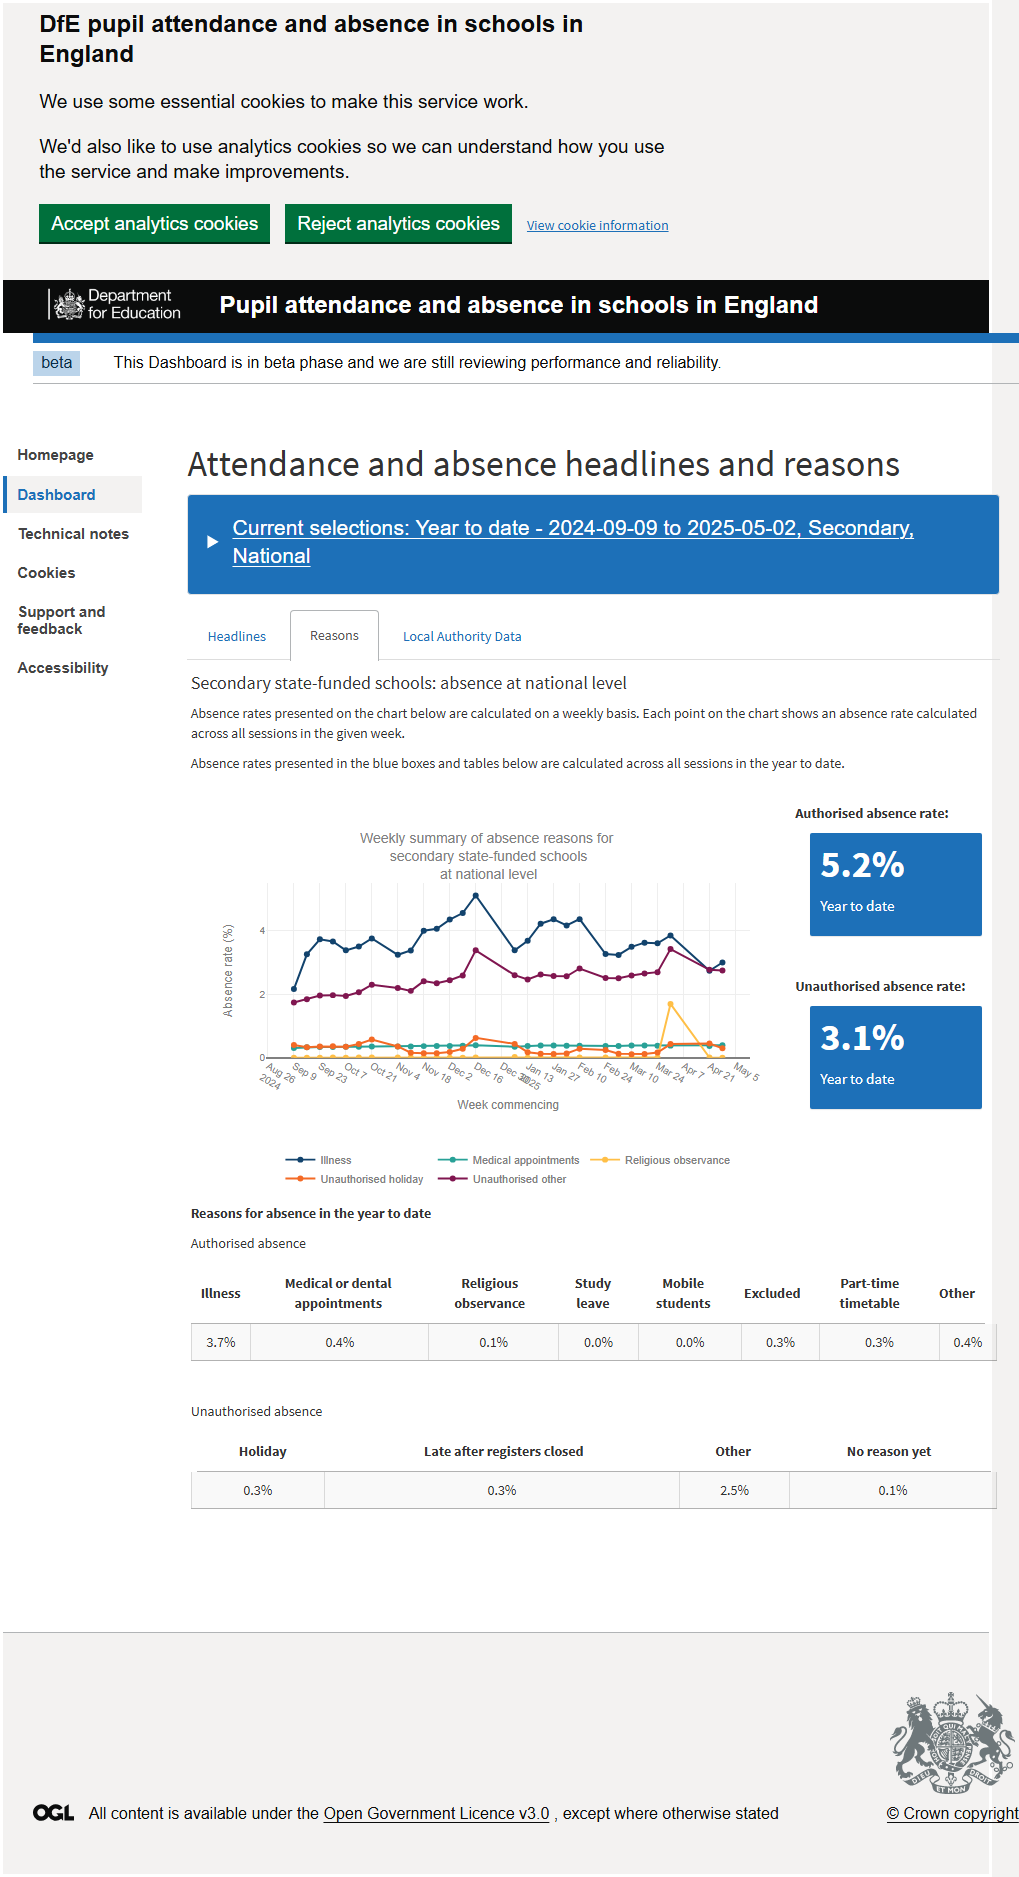 DfE pupil attendance and absence in schools in
England
We use some essential cookies to make this service work.
We'd also like to use analytics cookies so we can understand how you use
the service and make improvements.
Accept analytics cookies
Reject analytics cookies
View cookie information
Department
for Education
Pupil attendance and absence in schools in England
beta
This Dashboard is in beta phase and we are still reviewing performance and reliability.
Homepage
Dashboard
Technical notes
Cookies
Support and
feedback
Accessibility
Attendance and absence headlines and reasons
Current selections: Year to date - 2024-09-09 to 2025-05-02, Secondary,
National
Headlines
Reasons
Local Authority Data
Secondary state-funded schools: absence at national level
Absence rates presented on the chart below are calculated on a weekly basis. Each point on the chart shows an absence rate calculated
across all sessions in the given week.
Absence rates presented in the blue boxes and tables below are calculated across all sessions in the year to date.
Weekly summary of absence reasons for
secondary state-funded schools
at national level
Absence rate (%)
4
2
0
Aug 26
2024
Sep 9
Sep 23
Oct 7
Oct 21
Nov 4
Nov 18
Dec 2
Dec 16
Dec 30
2025
Jan 13
Jan 27
Feb 10
Feb 24
Mar 10
Mar 24
Apr 7
Apr 21
May 5
Week commencing
Illness
Medical appointments
Religious observance
Unauthorised holiday
Unauthorised other
Authorised absence rate:
5.2%
Year to date
Unauthorised absence rate:
3.1%
Year to date
Reasons for absence in the year to date
Authorised absence
Illness
Medical or dental
appointments
Religious
observance
Study
leave
Mobile
students
Excluded
Part-time
timetable
Other
3.7% 0.4% 0.1% 0.0% 0.0% 0.3% 0.3% 0.4%
Unauthorised absence
Holiday Late after registers closed Other No reason yet
0.3% 0.3% 2.5% 0.1%
OGL All content is available under the Open Government Licence v3.0 , except where otherwise stated
© Crown copyright